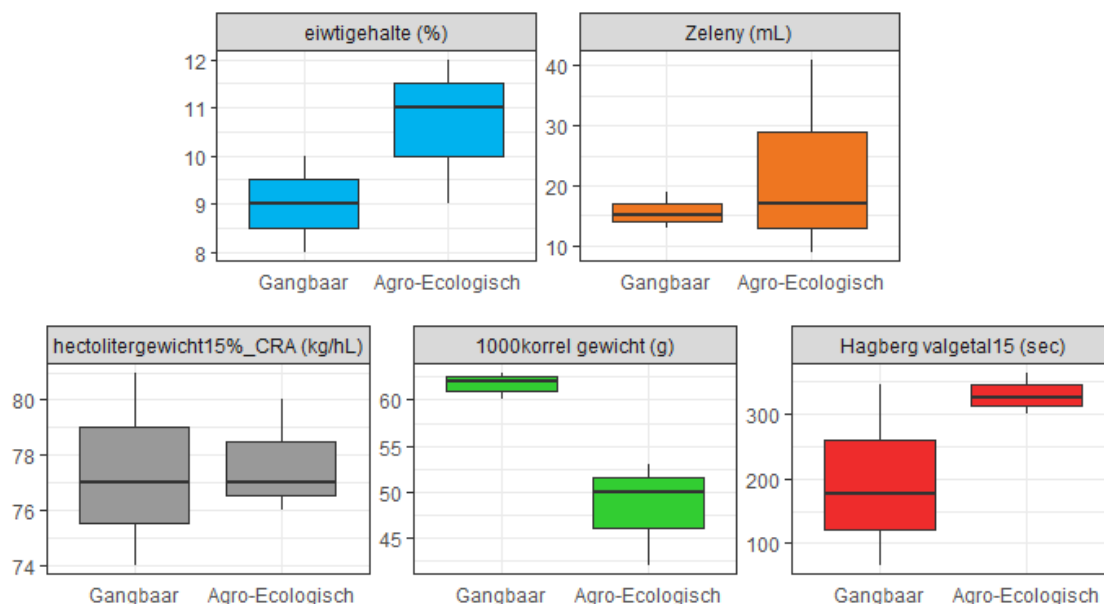 eiwtigehalte (%)
Zeleny (mL)
12
11
10
9
8
40
30
20
10
Gangbaar
Agro-Ecologisch
Gangbaar
Agro-Ecologisch
hectolitergewicht15%_CRA (kg/hL)
1000korrel gewicht (g)
Hagberg valgetal15 (sec)
80
78
76
74
60
55
50
45
300
200
100
Gangbaar
Agro-Ecologisch
Gangbaar
Agro-Ecologisch
Gangbaar
Agro-Ecologisch